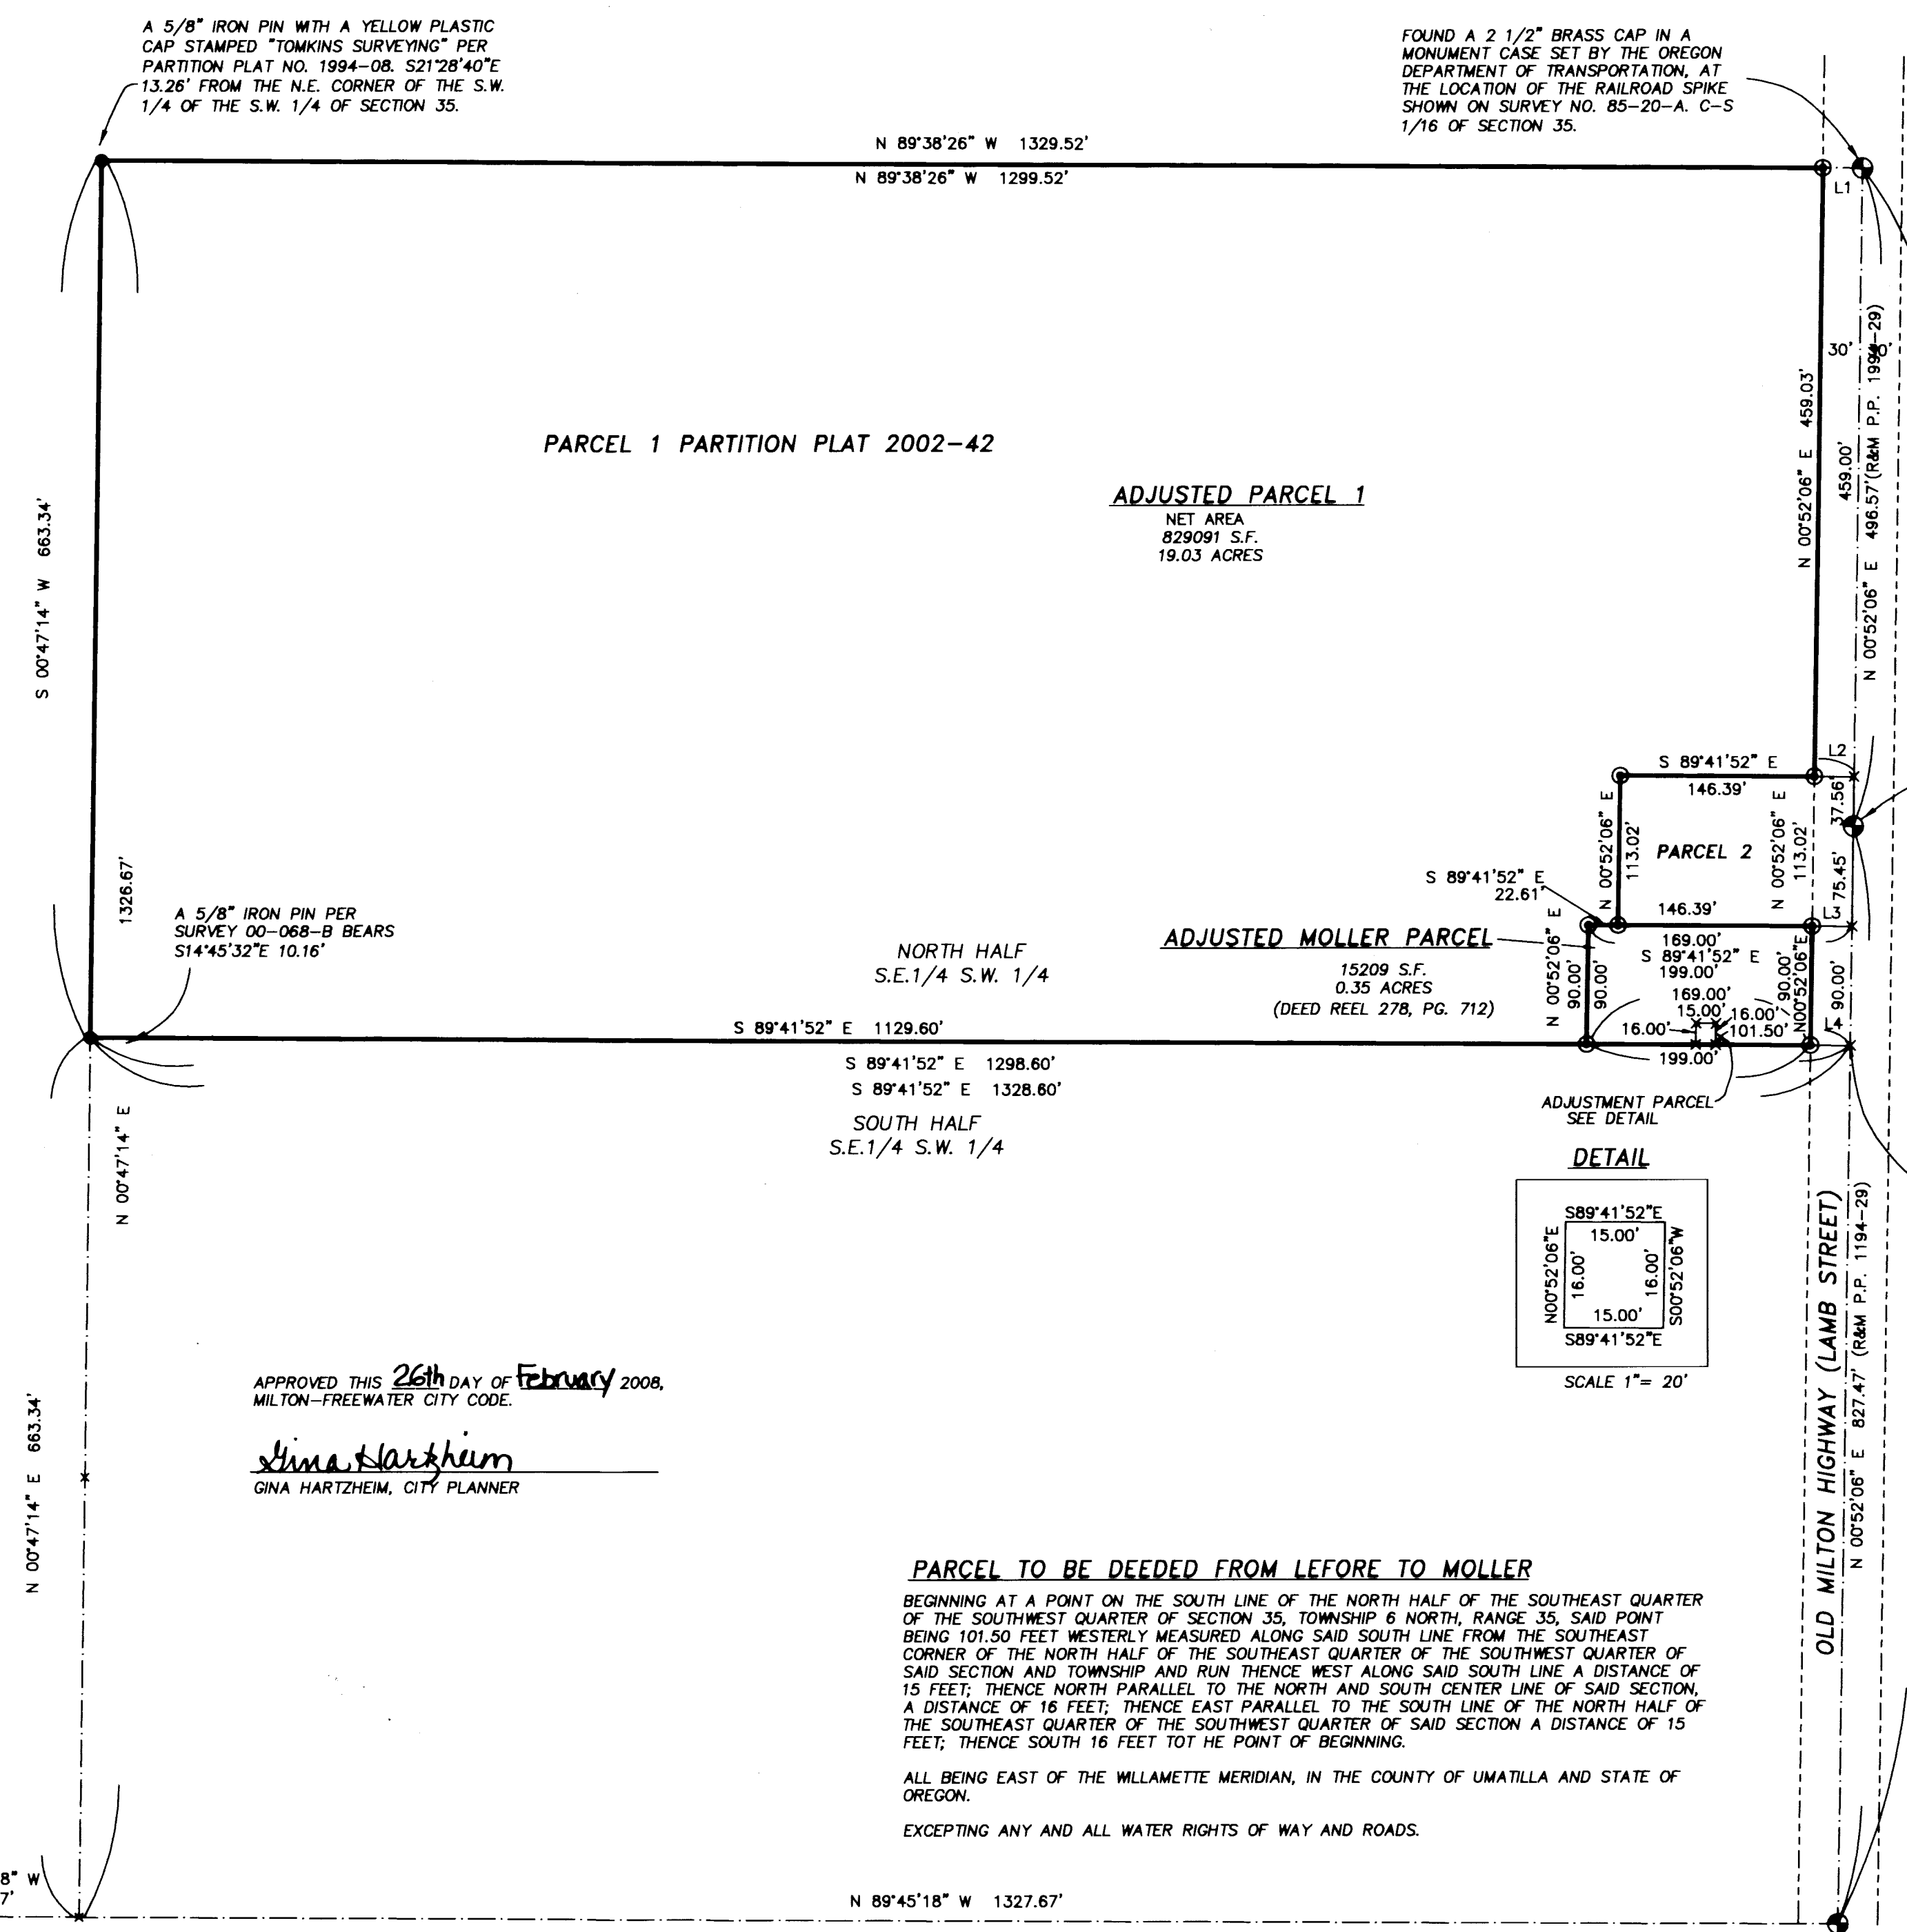 A 5/8" IRON PIN WITH A YELLOW PLASTIC
CAP STAMPED "TOMKINS SURVEYING" PER
PARTITION PLAT NO. 1994-08. S21°28'40"E
13.26' FROM THE N.E. CORNER OF THE S.W.
1/4 OF THE S.W. 1/4 OF SECTION 35.
FOUND A 2 1/2" BRASS CAP IN A
MONUMENT CASE SET BY THE OREGON
DEPARTMENT OF TRANSPORTATION, AT
THE LOCATION OF THE RAILROAD SPIKE
SHOWN ON SURVEY NO. 85-20-A. C-S
1/16 OF SECTION 35.
N 89°38'26" W 1329.52'
N 89°38'26" W 1299.52'
L1
30'
N 00°52'06" E 459.03'
459.00'
N 00°52'06" E 496.57'(R&M P.P. 1994-29)
PARCEL 1 PARTITION PLAT 2002-42
ADJUSTED PARCEL 1
NET AREA
829091 S.F.
19.03 ACRES
S 00°47'14" W 663.34'
1326.67'
L2
S 89°41'52" E
146.39'
37.56'
N 00°52'06" E
113.02'
PARCEL 2
N 00°52'06" E
113.02'
75.45'
S 89°41'52" E
22.61'
146.39'
L3
A 5/8" IRON PIN PER
SURVEY 00-068-B BEARS
S14°45'32"E 10.16'
NORTH HALF
S.E.1/4 S.W. 1/4
ADJUSTED MOLLER PARCEL
15209 S.F.
0.35 ACRES
(DEED REEL 278, PG. 712)
N 00°52'06" E
90.00'
90.00'
169.00'
S 89°41'52" E
199.00'
169.00'
15.00'
16.00'
16.00'
101.50'
199.00'
90.00'
N00°52'06"E
90.00'
L4
S 89°41'52" E 1129.60'
S 89°41'52" E 1298.60'
S 89°41'52" E 1328.60'
SOUTH HALF
S.E.1/4 S.W. 1/4
ADJUSTMENT PARCEL
SEE DETAIL
N 00°47'14" E
DETAIL
S89°41'52"E
15.00'
N00°52'06"E
16.00'
16.00'
S00°52'06"W
15.00'
S89°41'52"E
SCALE 1"= 20'
OLD MILTON HIGHWAY (LAMB STREET)
N 00°52'06" E 827.47' (R&M P.P. 1194-29)
APPROVED THIS 26th DAY OF February 2008,
MILTON-FREEWATER CITY CODE.
Gina Hartzheim
GINA HARTZHEIM, CITY PLANNER
N 00°47'14" E 663.34'
PARCEL TO BE DEEDED FROM LEFORE TO MOLLER
BEGINNING AT A POINT ON THE SOUTH LINE OF THE NORTH HALF OF THE SOUTHEAST QUARTER
OF THE SOUTHWEST QUARTER OF SECTION 35, TOWNSHIP 6 NORTH, RANGE 35, SAID POINT
BEING 101.50 FEET WESTERLY MEASURED ALONG SAID SOUTH LINE FROM THE SOUTHEAST
CORNER OF THE NORTH HALF OF THE SOUTHEAST QUARTER OF THE SOUTHWEST QUARTER OF
SAID SECTION AND TOWNSHIP AND RUN THENCE WEST ALONG SAID SOUTH LINE A DISTANCE OF
15 FEET; THENCE NORTH PARALLEL TO THE NORTH AND SOUTH CENTER LINE OF SAID SECTION,
A DISTANCE OF 16 FEET; THENCE EAST PARALLEL TO THE SOUTH LINE OF THE NORTH HALF OF
THE SOUTHEAST QUARTER OF THE SOUTHWEST QUARTER OF SAID SECTION A DISTANCE OF 15
FEET; THENCE SOUTH 16 FEET TOT HE POINT OF BEGINNING.
ALL BEING EAST OF THE WILLAMETTE MERIDIAN, IN THE COUNTY OF UMATILLA AND STATE OF
OREGON.
EXCEPTING ANY AND ALL WATER RIGHTS OF WAY AND ROADS.
8" W
7'
N 89°45'18" W 1327.67'